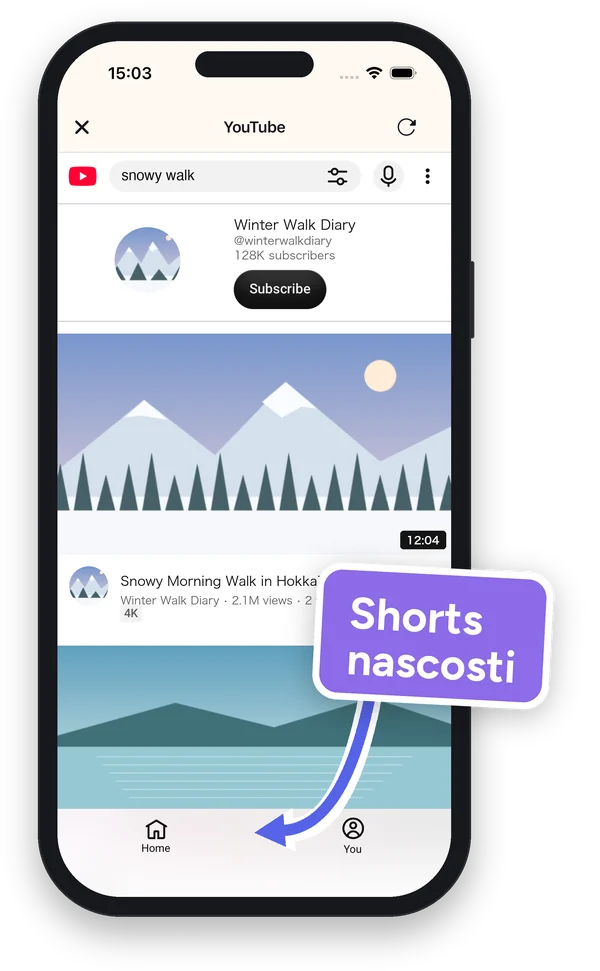 15:03
YouTube
snowy walk
Winter Walk Diary
@winterwalkdiary
128K subscribers
Subscribe
12:04
Snowy Morning Walk in Hokka
Winter Walk Diary · 2.1M views · 2
4K
Shorts
nascosti
Home
You